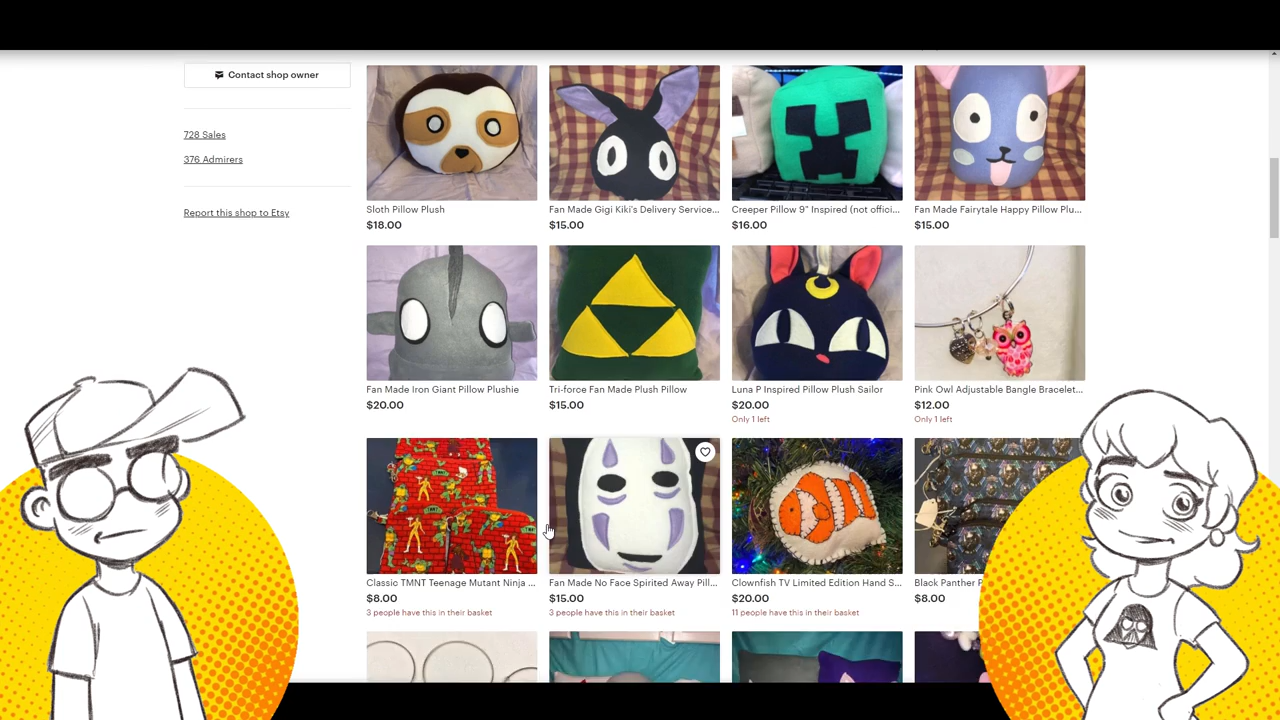 Contact shop owner
728 Sales
376 Admirers
Report this shop to Etsy
Sloth Pillow Plush
$18.00
Fan Made Gigi Kiki's Delivery Service...
$15.00
Creeper Pillow 9" Inspired (not offici...
$16.00
Fan Made Fairytale Happy Pillow Plu...
$15.00
Fan Made Iron Giant Pillow Plushie
$20.00
Tri-force Fan Made Plush Pillow
$15.00
Luna P Inspired Pillow Plush Sailor
$20.00
Only 1 left
Pink Owl Adjustable Bangle Bracelet...
$12.00
Only 1 left
Classic TMNT Teenage Mutant Ninja ...
$8.00
3 people have this in their basket
Fan Made No Face Spirited Away Pill...
$15.00
3 people have this in their basket
Clownfish TV Limited Edition Hand S...
$20.00
11 people have this in their basket
Black Panther P
$8.00